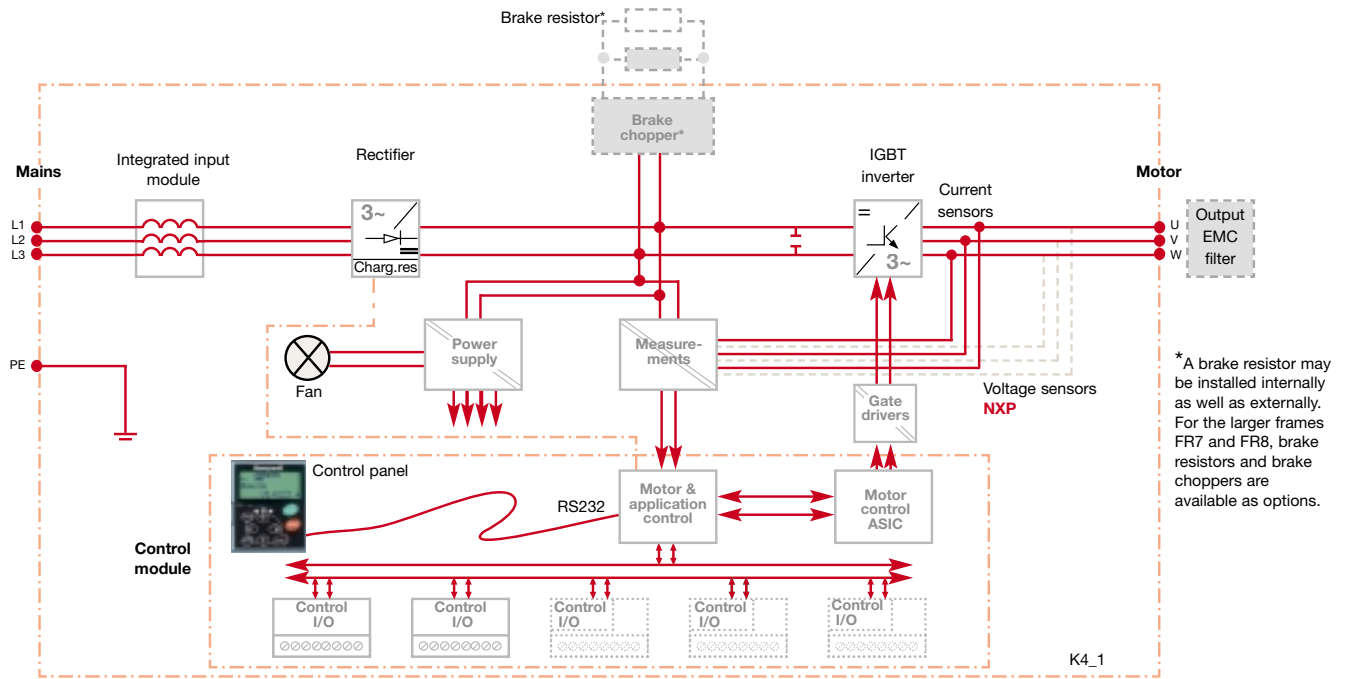 Brake resistor*
Brake
chopper*
Integrated input
module
Rectifier
IGBT
inverter
Current
sensors
Mains
Motor
L1
L2
L3
3~
Charg.res
=
3~
U
V
W
Output
EMC
filter
PE
Fan
Power
supply
Measure-
ments
Gate
drivers
Voltage sensors
NXP
*A brake resistor may
be installed internally
as well as externally.
For the larger frames
FR7 and FR8, brake
resistors and brake
choppers are
available as options.
Honeywell
Control panel
RS232
Motor &
application
control
Motor
control
ASIC
Control
module
Control
I/O
Control
I/O
Control
I/O
Control
I/O
Control
I/O
K4_1